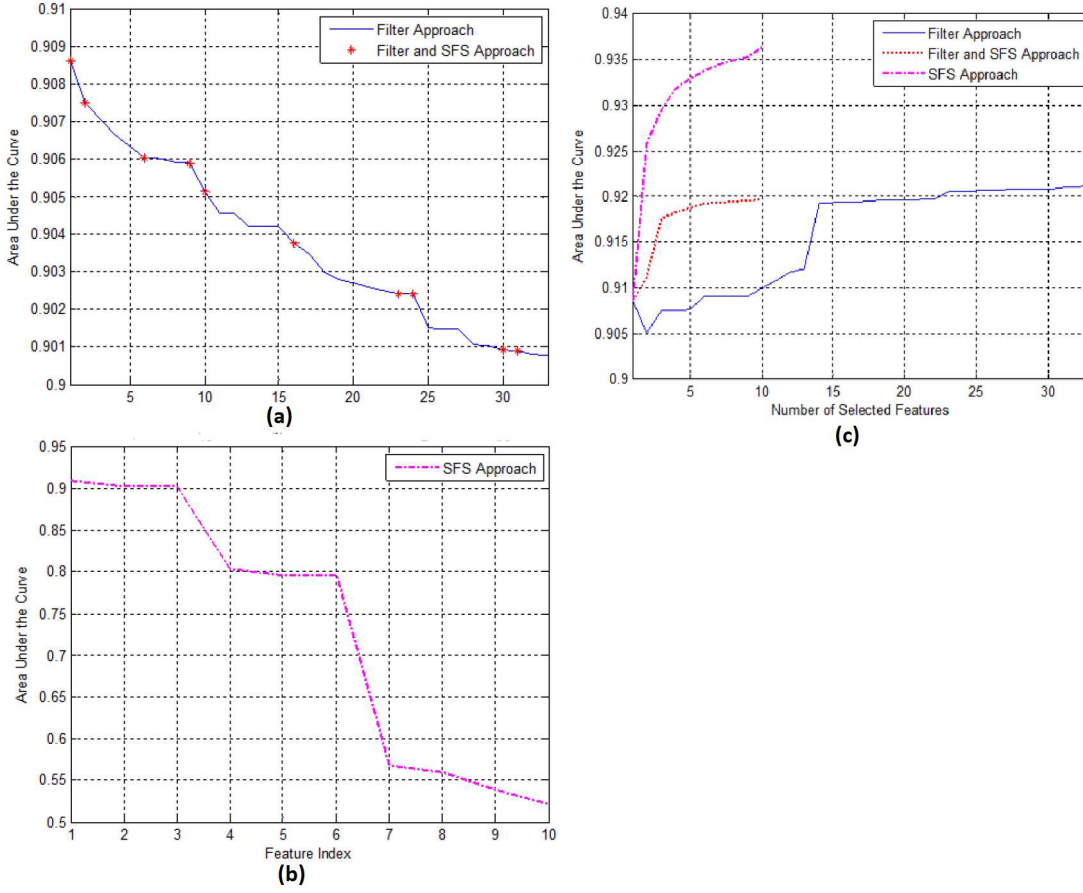 0.91
0.909
0.908
0.907
0.906
0.905
0.904
0.903
0.902
0.901
0.9
Area Under the Curve
Filter Approach
Filter and SFS Approach
5 10 15 20 25 30
(a)
0.94
0.935
0.93
0.925
0.92
0.915
0.91
0.905
0.9
Area Under the Curve
Filter Approach
Filter and SFS Approach
SFS Approach
5 10 15 20 25 30
Number of Selected Features
(c)
0.95
0.9
0.85
0.8
0.75
0.7
0.65
0.6
0.55
0.5
Area Under the Curve
SFS Approach
1 2 3 4 5 6 7 8 9 10
Feature Index
(b)